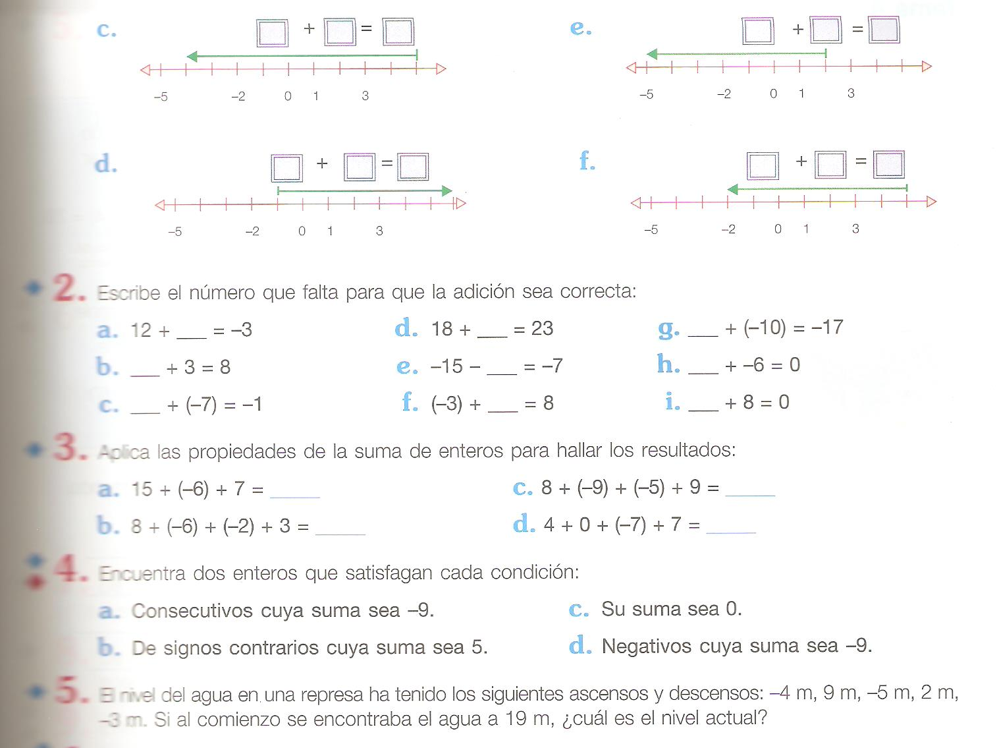 c. + =
e. + =
–5 –2 0 1 3
–5 –2 0 1 3
d. + =
f. + =
–5 –2 0 1 3
–5 –2 0 1 3
2. Escribe el número que falta para que la adición sea correcta:
a. 12 + ___ = –3 d. 18 + ___ = 23 g. ___ + (–10) = –17
b. ___ + 3 = 8 e. –15 – ___ = –7 h. ___ + –6 = 0
c. ___ + (–7) = –1 f. (–3) + ___ = 8 i. ___ + 8 = 0
3. Aplica las propiedades de la suma de enteros para hallar los resultados:
a. 15 + (–6) + 7 = _____ c. 8 + (–9) + (–5) + 9 = _____
b. 8 + (–6) + (–2) + 3 = _____ d. 4 + 0 + (–7) + 7 = _____
4. Encuentra dos enteros que satisfagan cada condición:
a. Consecutivos cuya suma sea –9. c. Su suma sea 0.
b. De signos contrarios cuya suma sea 5. d. Negativos cuya suma sea –9.
5. El nivel del agua en una represa ha tenido los siguientes ascensos y descensos: –4 m, 9 m, –5 m, 2 m,
–3 m. Si al comienzo se encontraba el agua a 19 m, ¿cuál es el nivel actual?